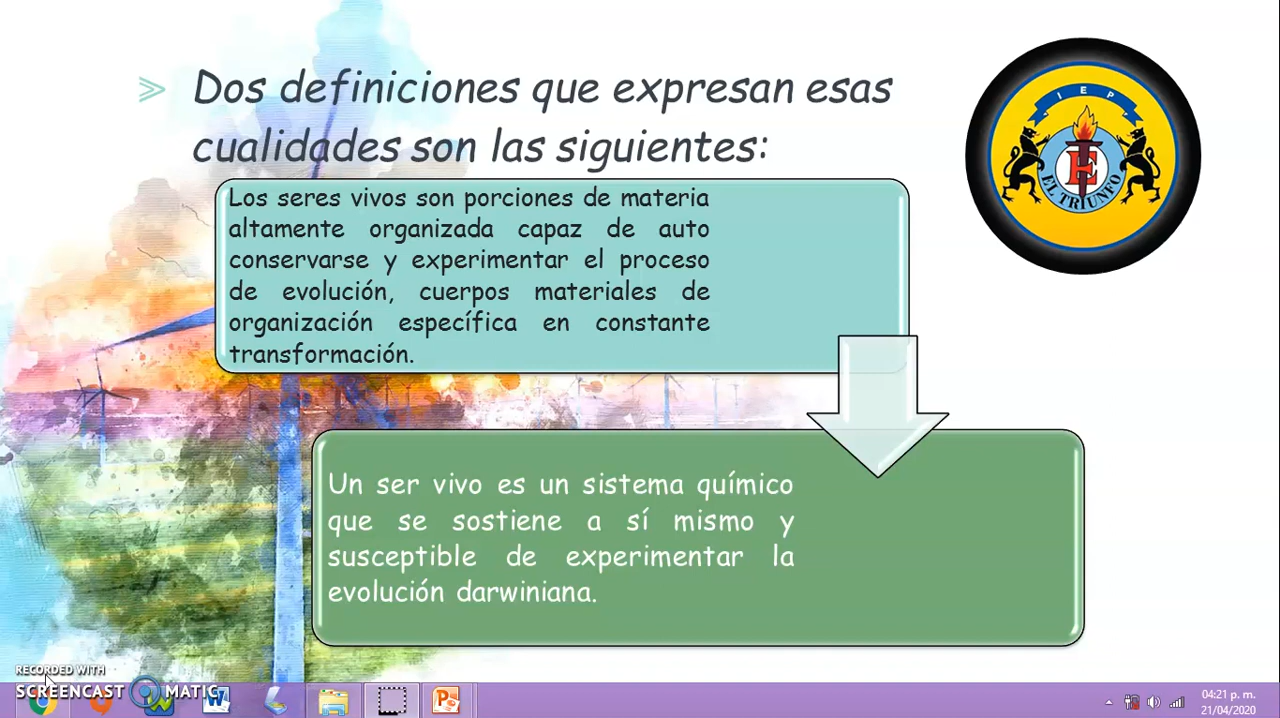 Dos definiciones que expresan esas
cualidades son las siguientes:
I E P
E
EL TRIUNFO
Los seres vivos son porciones de materia
altamente organizada capaz de auto
conservarse y experimentar el proceso
de evolución, cuerpos materiales de
organización específica en constante
transformación.
Un ser vivo es un sistema químico
que se sostiene a sí mismo y
susceptible de experimentar la
evolución darwiniana.
RECORDED WITH
SCREENCAST MATIC
04:21 p. m.
21/04/2020